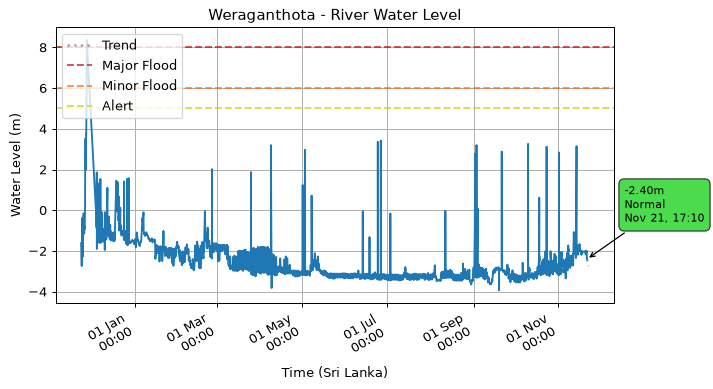 Weraganthota - River Water Level
Water Level (m)
8
6
4
2
0
−2
−4
Trend
Major Flood
Minor Flood
Alert
-2.40m
Normal
Nov 21, 17:10
01 Jan
00:00
01 Mar
00:00
01 May
00:00
01 Jul
00:00
01 Sep
00:00
01 Nov
00:00
Time (Sri Lanka)